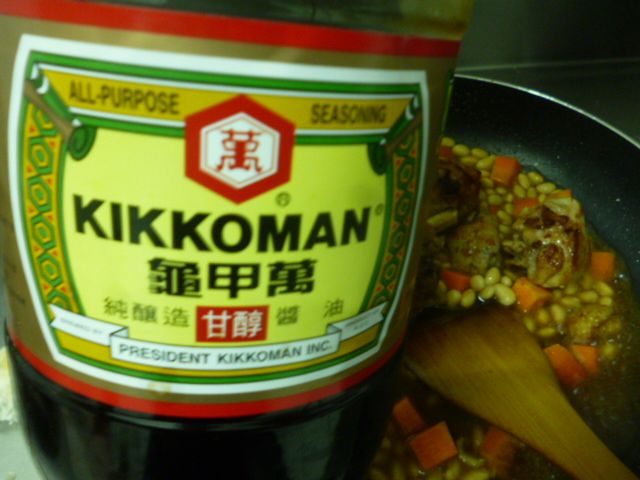 ALL-PURPOSE SEASONING
萬
KIKKOMAN®
龜甲萬
純釀造 甘醇 醬油
PRESIDENT KIKKOMAN INC.